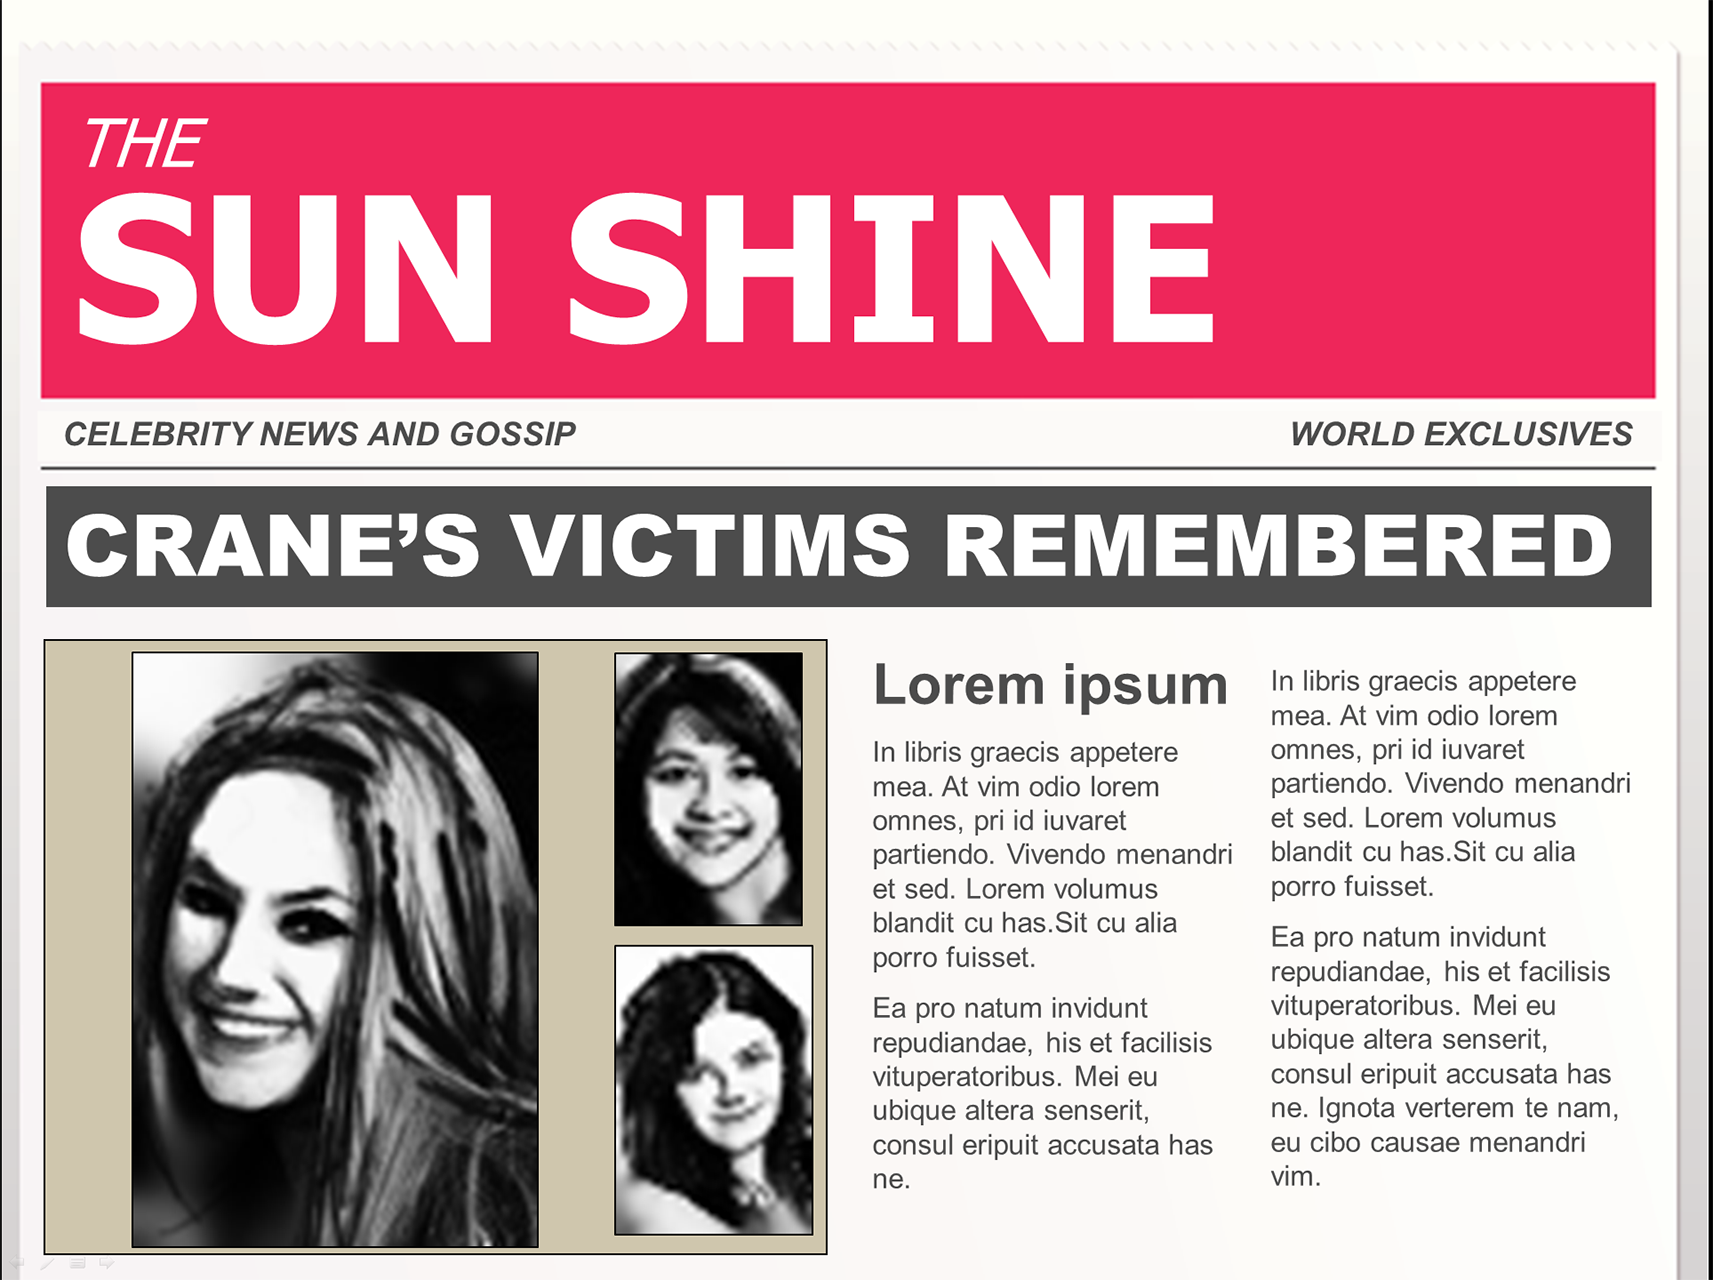 THE
SUN SHINE
CELEBRITY NEWS AND GOSSIP
WORLD EXCLUSIVES
CRANE’S VICTIMS REMEMBERED
Lorem ipsum
In libris graecis appetere
mea. At vim odio lorem
omnes, pri id iuvaret
partiendo. Vivendo menandri
et sed. Lorem volumus
blandit cu has.Sit cu alia
porro fuisset.
Ea pro natum invidunt
repudiandae, his et facilisis
vituperatoribus. Mei eu
ubique altera senserit,
consul eripuit accusata has
ne.
In libris graecis appetere
mea. At vim odio lorem
omnes, pri id iuvaret
partiendo. Vivendo menandri
et sed. Lorem volumus
blandit cu has.Sit cu alia
porro fuisset.
Ea pro natum invidunt
repudiandae, his et facilisis
vituperatoribus. Mei eu
ubique altera senserit,
consul eripuit accusata has
ne. Ignota verterem te nam,
eu cibo causae menandri
vim.